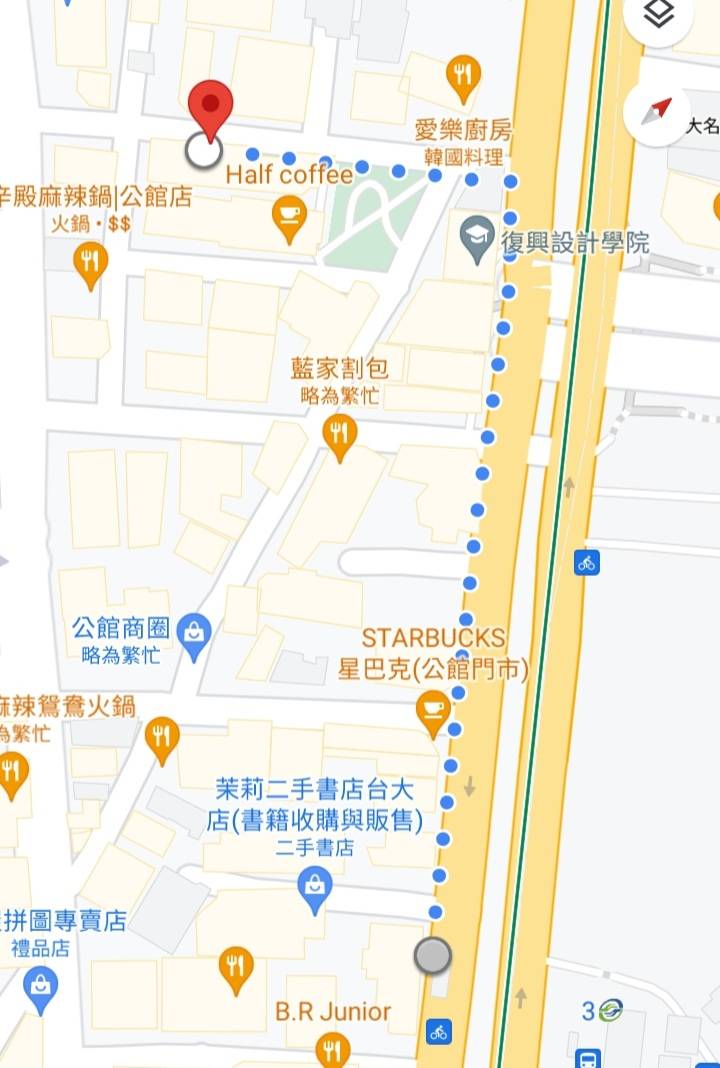 大名
愛樂廚房
韓國料理
Half coffee
辛殿麻辣鍋|公館店
火鍋·$$
復興設計學院
藍家割包
略為繁忙
公館商圈
略為繁忙
STARBUCKS
星巴克(公館門市)
麻辣鴛鴦火鍋
為繁忙
茉莉二手書店台大
店(書籍收購與販售)
二手書店
拼圖專賣店
禮品店
B.R Junior
3